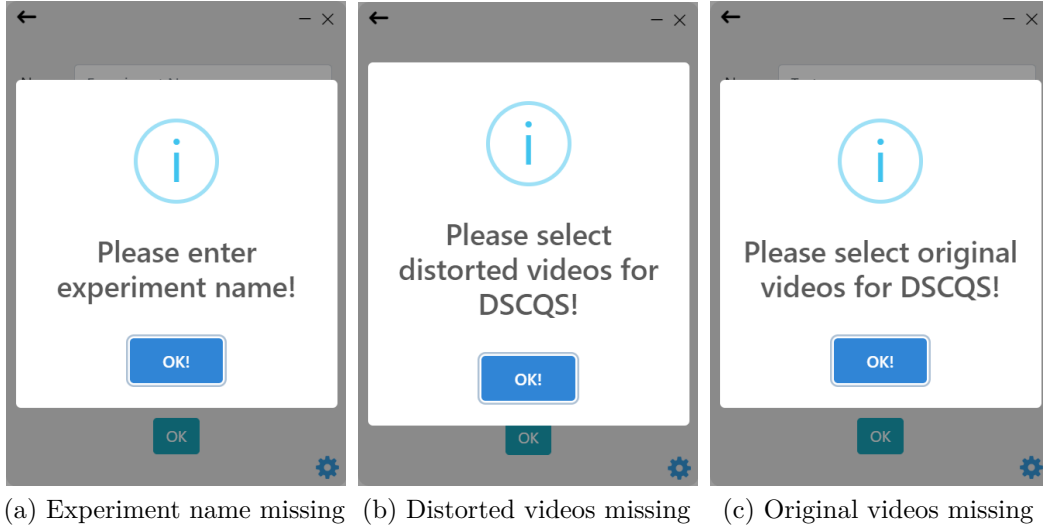 Please enter
experiment name!
OK!
OK
(a) Experiment name missing
Please select
distorted videos for
DSCQS!
OK!
OK
(b) Distorted videos missing
Please select original
videos for DSCQS!
OK!
OK
(c) Original videos missing